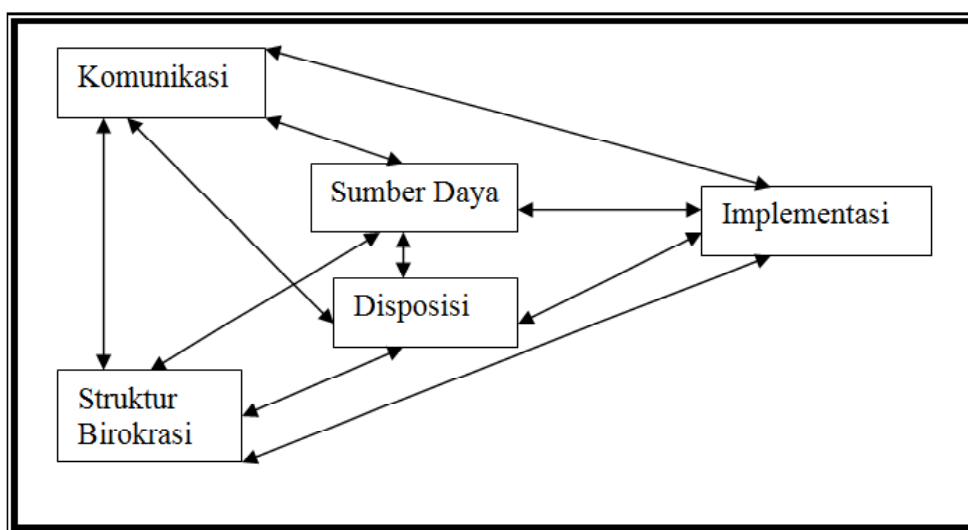 Komunikasi
Sumber Daya
Implementasi
Disposisi
Struktur
Birokrasi